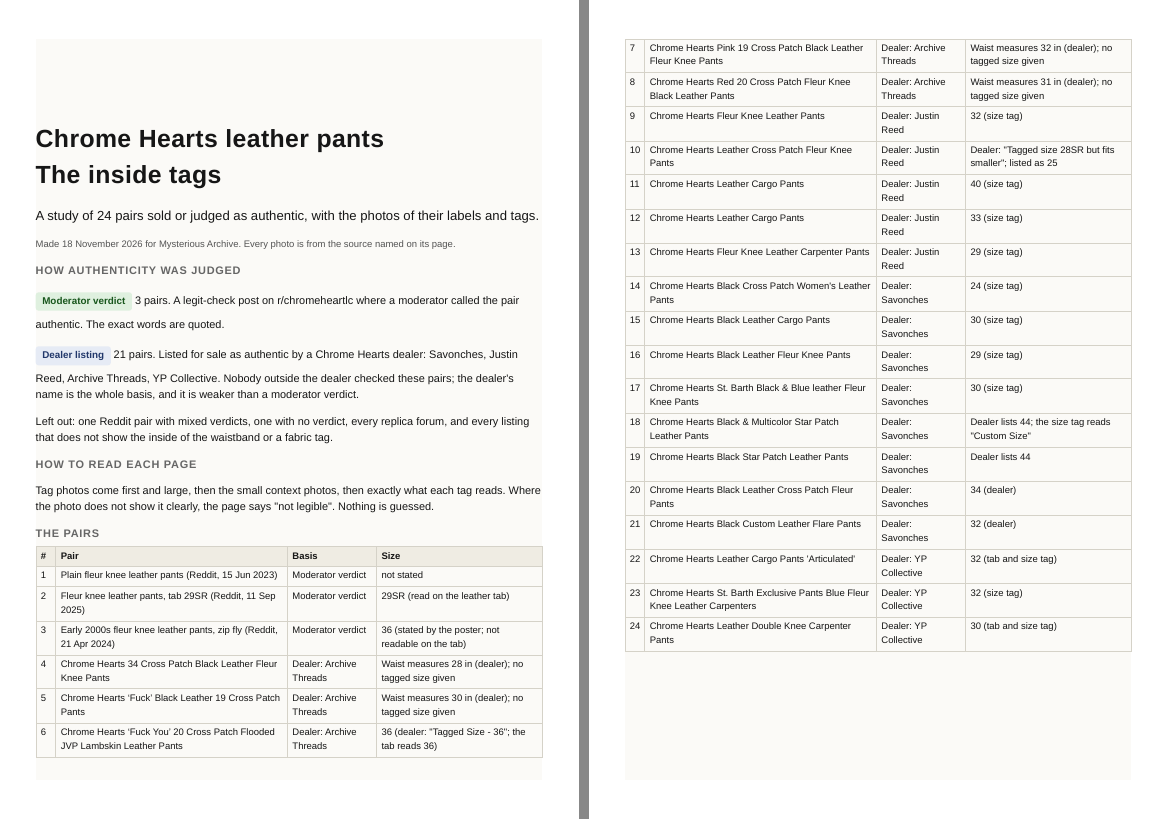 Chrome Hearts leather pants
The inside tags
A study of 24 pairs sold or judged as authentic, with the photos of their labels and tags.
Made 18 November 2026 for Mysterious Archive. Every photo is from the source named on its page.
HOW AUTHENTICITY WAS JUDGED
Moderator verdict 3 pairs. A legit-check post on r/chromeheartlc where a moderator called the pair
authentic. The exact words are quoted.
Dealer listing 21 pairs. Listed for sale as authentic by a Chrome Hearts dealer: Savonches, Justin
Reed, Archive Threads, YP Collective. Nobody outside the dealer checked these pairs; the dealer's
name is the whole basis, and it is weaker than a moderator verdict.
Left out: one Reddit pair with mixed verdicts, one with no verdict, every replica forum, and every listing
that does not show the inside of the waistband or a fabric tag.
HOW TO READ EACH PAGE
Tag photos come first and large, then the small context photos, then exactly what each tag reads. Where
the photo does not show it clearly, the page says "not legible". Nothing is guessed.
THE PAIRS
# Pair Basis Size
1 Plain fleur knee leather pants (Reddit, 15 Jun 2023) Moderator verdict not stated
2 Fleur knee leather pants, tab 29SR (Reddit, 11 Sep Moderator verdict 29SR (read on the leather tab)
2025)
3 Early 2000s fleur knee leather pants, zip fly (Reddit, Moderator verdict 36 (stated by the poster; not
21 Apr 2024) readable on the tab)
4 Chrome Hearts 34 Cross Patch Black Leather Fleur Dealer: Archive Waist measures 28 in (dealer); no
Knee Pants Threads tagged size given
5 Chrome Hearts ‘Fuck’ Black Leather 19 Cross Patch Dealer: Archive Waist measures 30 in (dealer); no
Pants Threads tagged size given
6 Chrome Hearts ‘Fuck You’ 20 Cross Patch Flooded Dealer: Archive 36 (dealer: "Tagged Size - 36"; the
JVP Lambskin Leather Pants Threads tab reads 36)
7 Chrome Hearts Pink 19 Cross Patch Black Leather Dealer: Archive Waist measures 32 in (dealer); no
Fleur Knee Pants Threads tagged size given
8 Chrome Hearts Red 20 Cross Patch Fleur Knee Dealer: Archive Waist measures 31 in (dealer); no
Black Leather Pants Threads tagged size given
9 Chrome Hearts Fleur Knee Leather Pants Dealer: Justin 32 (size tag)
Reed
10 Chrome Hearts Leather Cross Patch Fleur Knee Dealer: Justin Dealer: "Tagged size 28SR but fits
Pants Reed smaller"; listed as 25
11 Chrome Hearts Leather Cargo Pants Dealer: Justin 40 (size tag)
Reed
12 Chrome Hearts Leather Cargo Pants Dealer: Justin 33 (size tag)
Reed
13 Chrome Hearts Fleur Knee Leather Carpenter Pants Dealer: Justin 29 (size tag)
Reed
14 Chrome Hearts Black Cross Patch Women's Leather Dealer: 24 (size tag)
Pants Savonches
15 Chrome Hearts Black Leather Cargo Pants Dealer: 30 (size tag)
Savonches
16 Chrome Hearts Black Leather Fleur Knee Pants Dealer: 29 (size tag)
Savonches
17 Chrome Hearts St. Barth Black & Blue leather Fleur Dealer: 30 (size tag)
Knee Pants Savonches
18 Chrome Hearts Black & Multicolor Star Patch Dealer: Dealer lists 44; the size tag reads
Leather Pants Savonches "Custom Size"
19 Chrome Hearts Black Star Patch Leather Pants Dealer: Dealer lists 44
Savonches
20 Chrome Hearts Black Leather Cross Patch Fleur Dealer: 34 (dealer)
Pants Savonches
21 Chrome Hearts Black Custom Leather Flare Pants Dealer: 32 (dealer)
Savonches
22 Chrome Hearts Leather Cargo Pants 'Articulated' Dealer: YP 32 (tab and size tag)
Collective
23 Chrome Hearts St. Barth Exclusive Pants Blue Fleur Dealer: YP 32 (size tag)
Knee Leather Carpenters Collective
24 Chrome Hearts Leather Double Knee Carpenter Dealer: YP 30 (tab and size tag)
Pants Collective